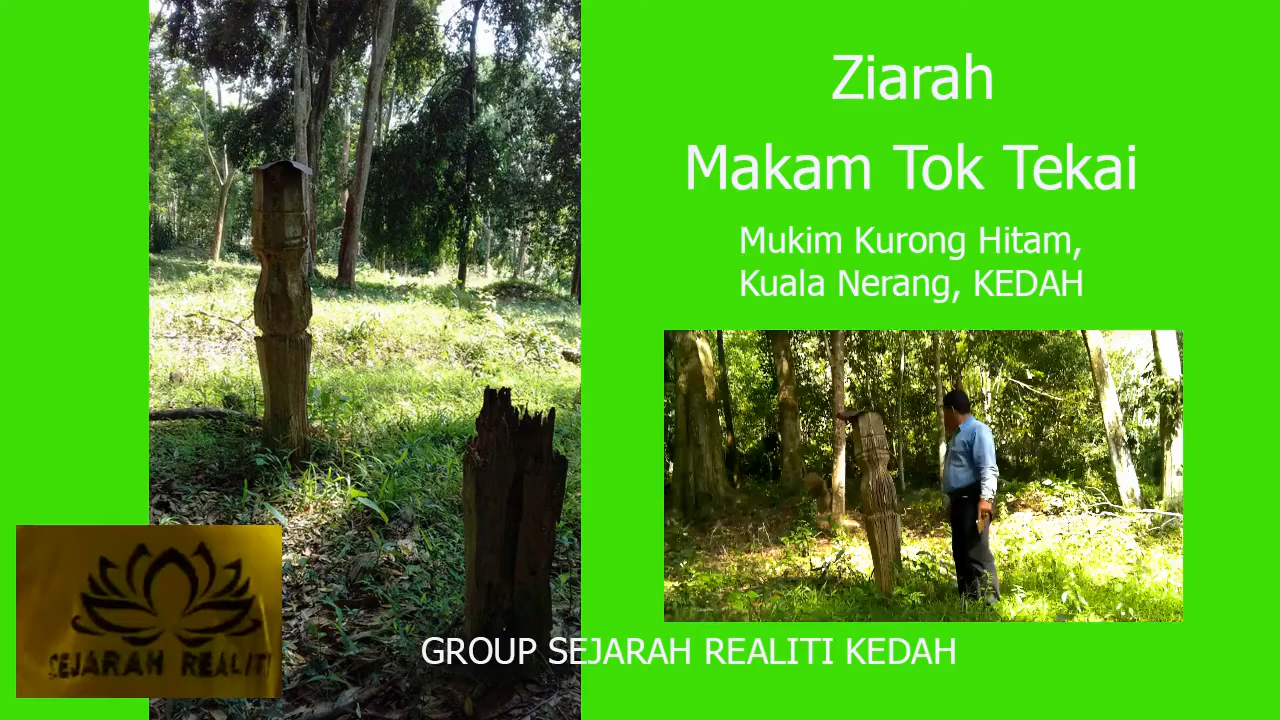 Ziarah
Makam Tok Tekai
Mukim Kurong Hitam,
Kuala Nerang, KEDAH
GROUP SEJARAH REALITI KEDAH
SEJARAH REALITI